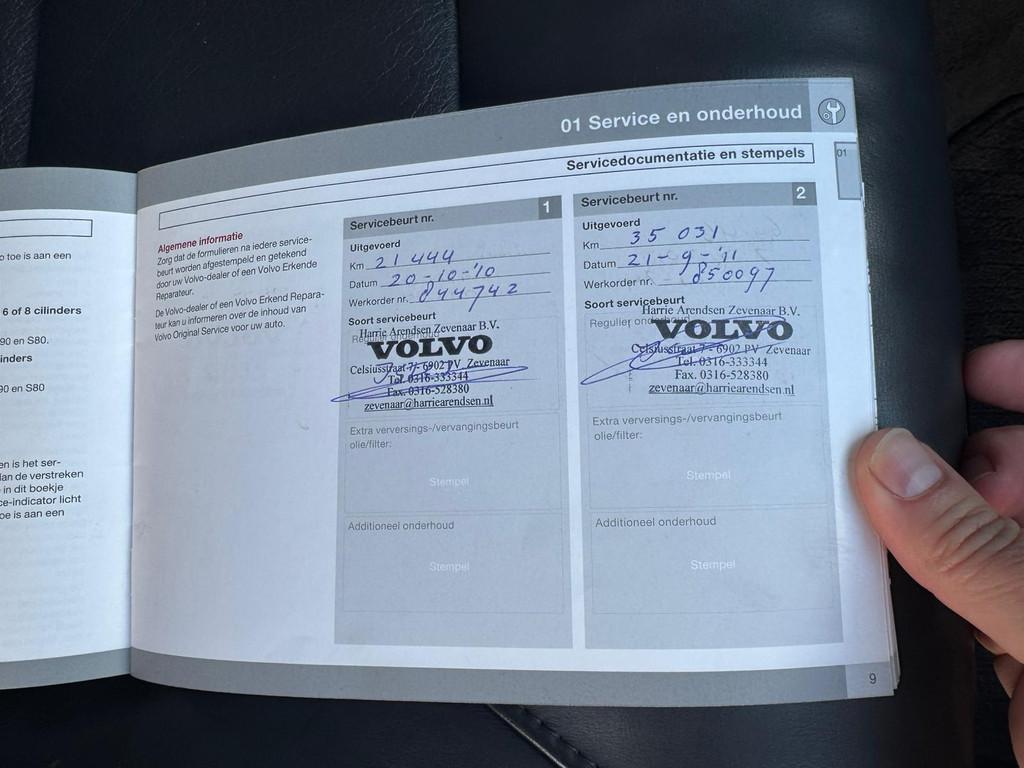 o toe is aan een
6 of 8 cilinders
90 en S80.
inders
90 en S80
en is het ser-
dan de verstreken
in dit boekje
ce-indicator licht
toe is aan een
01 Service en onderhoud
Servicedocumentatie en stempels
01
Algemene informatie
Zorg dat de formulieren na iedere service-
beurt worden afgestempeld en getekend
door uw Volvo-dealer of een Volvo Erkende
Reparateur.
De Volvo-dealer of een Volvo Erkend Repara-
teur kan u informeren over de inhoud van
Volvo Original Service voor uw auto.
Servicebeurt nr. 1
Uitgevoerd
Km 21 444
Datum 20-10-'10
Werkorder nr. 844742
Soort servicebeurt
Harrie Arendsen Zevenaar B.V.
VOLVO
Celsiusstraat 7 - 6902 PV Zevenaar
Tel. 0316-333344
Fax. 0316-528380
zevenaar@harriearendsen.nl
Extra verversings-/vervangingsbeurt
olie/filter:
Stempel
Additioneel onderhoud
Stempel
Servicebeurt nr. 2
Uitgevoerd
Km 35 031
Datum 21-9-'11
Werkorder nr. 850097
Soort servicebeurt
Regulier onderhoud:
Harrie Arendsen Zevenaar B.V.
VOLVO
Celsiusstraat 7 - 6902 PV Zevenaar
Tel. 0316-333344
Fax. 0316-528380
zevenaar@harriearendsen.nl
Extra verversings-/vervangingsbeurt
olie/filter:
Stempel
Additioneel onderhoud
Stempel
9